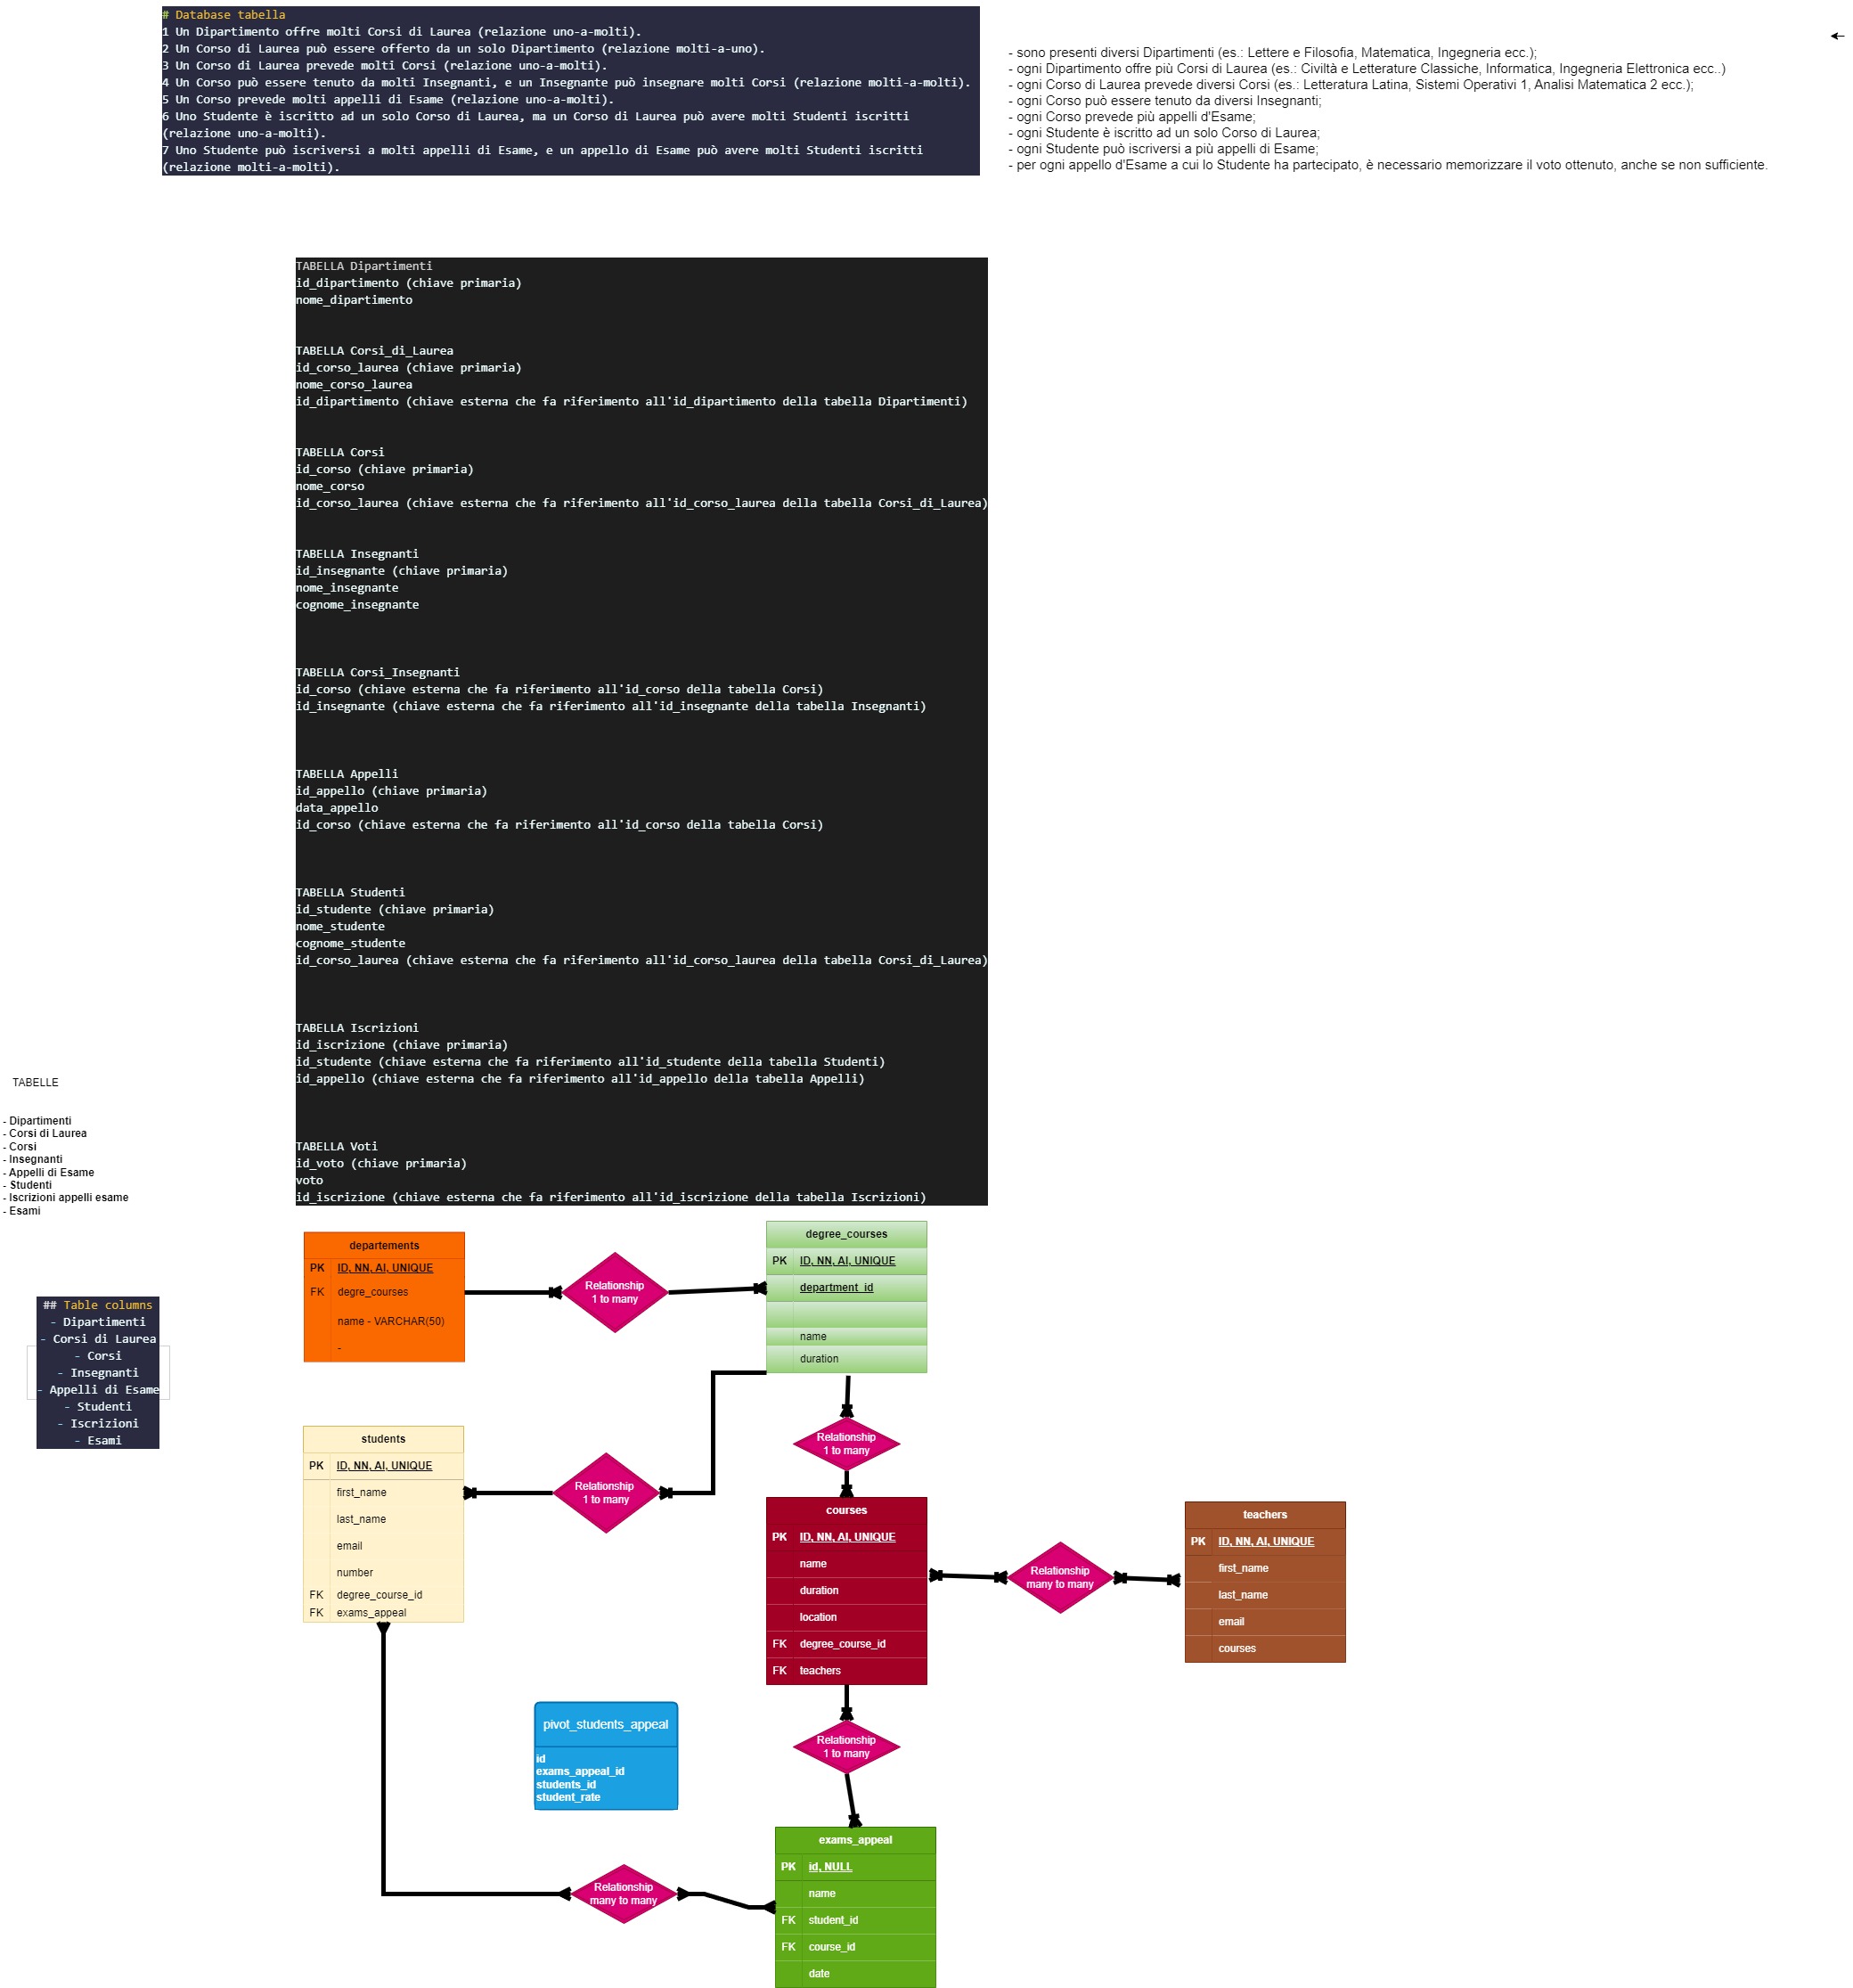 # Database tabella
1 Un Dipartimento offre molti Corsi di Laurea (relazione uno-a-molti).
2 Un Corso di Laurea può essere offerto da un solo Dipartimento (relazione molti-a-uno).
3 Un Corso di Laurea prevede molti Corsi (relazione uno-a-molti).
4 Un Corso può essere tenuto da molti Insegnanti, e un Insegnante può insegnare molti Corsi (relazione molti-a-molti).
5 Un Corso prevede molti appelli di Esame (relazione uno-a-molti).
6 Uno Studente è iscritto ad un solo Corso di Laurea, ma un Corso di Laurea può avere molti Studenti iscritti
(relazione uno-a-molti).
7 Uno Studente può iscriversi a molti appelli di Esame, e un appello di Esame può avere molti Studenti iscritti
(relazione molti-a-molti).
- sono presenti diversi Dipartimenti (es.: Lettere e Filosofia, Matematica, Ingegneria ecc.);
- ogni Dipartimento offre più Corsi di Laurea (es.: Civiltà e Letterature Classiche, Informatica, Ingegneria Elettronica ecc..)
- ogni Corso di Laurea prevede diversi Corsi (es.: Letteratura Latina, Sistemi Operativi 1, Analisi Matematica 2 ecc.);
- ogni Corso può essere tenuto da diversi Insegnanti;
- ogni Corso prevede più appelli d'Esame;
- ogni Studente è iscritto ad un solo Corso di Laurea;
- ogni Studente può iscriversi a più appelli di Esame;
- per ogni appello d'Esame a cui lo Studente ha partecipato, è necessario memorizzare il voto ottenuto, anche se non sufficiente.
TABELLA Dipartimenti
id_dipartimento (chiave primaria)
nome_dipartimento
TABELLA Corsi_di_Laurea
id_corso_laurea (chiave primaria)
nome_corso_laurea
id_dipartimento (chiave esterna che fa riferimento all'id_dipartimento della tabella Dipartimenti)
TABELLA Corsi
id_corso (chiave primaria)
nome_corso
id_corso_laurea (chiave esterna che fa riferimento all'id_corso_laurea della tabella Corsi_di_Laurea)
TABELLA Insegnanti
id_insegnante (chiave primaria)
nome_insegnante
cognome_insegnante
TABELLA Corsi_Insegnanti
id_corso (chiave esterna che fa riferimento all'id_corso della tabella Corsi)
id_insegnante (chiave esterna che fa riferimento all'id_insegnante della tabella Insegnanti)
TABELLA Appelli
id_appello (chiave primaria)
data_appello
id_corso (chiave esterna che fa riferimento all'id_corso della tabella Corsi)
TABELLA Studenti
id_studente (chiave primaria)
nome_studente
cognome_studente
id_corso_laurea (chiave esterna che fa riferimento all'id_corso_laurea della tabella Corsi_di_Laurea)
TABELLA Iscrizioni
id_iscrizione (chiave primaria)
id_studente (chiave esterna che fa riferimento all'id_studente della tabella Studenti)
id_appello (chiave esterna che fa riferimento all'id_appello della tabella Appelli)
TABELLA Voti
id_voto (chiave primaria)
voto
id_iscrizione (chiave esterna che fa riferimento all'id_iscrizione della tabella Iscrizioni)
TABELLE
- Dipartimenti
- Corsi di Laurea
- Corsi
- Insegnanti
- Appelli di Esame
- Studenti
- Iscrizioni appelli esame
- Esami
## Table columns
- Dipartimenti
- Corsi di Laurea
- Corsi
- Insegnanti
- Appelli di Esame
- Studenti
- Iscrizioni
- Esami
departements
PK ID, NN, AI, UNIQUE
FK degre_courses
name - VARCHAR(50)
-
Relationship
1 to many
degree_courses
PK ID, NN, AI, UNIQUE
department_id
name
duration
students
PK ID, NN, AI, UNIQUE
first_name
last_name
email
number
FK degree_course_id
FK exams_appeal
Relationship
1 to many
Relationship
1 to many
courses
PK ID, NN, AI, UNIQUE
name
duration
location
FK degree_course_id
FK teachers
Relationship
many to many
teachers
PK ID, NN, AI, UNIQUE
first_name
last_name
email
courses
pivot_students_appeal
id
exams_appeal_id
students_id
student_rate
Relationship
1 to many
Relationship
many to many
exams_appeal
PK id, NULL
name
FK student_id
FK course_id
date